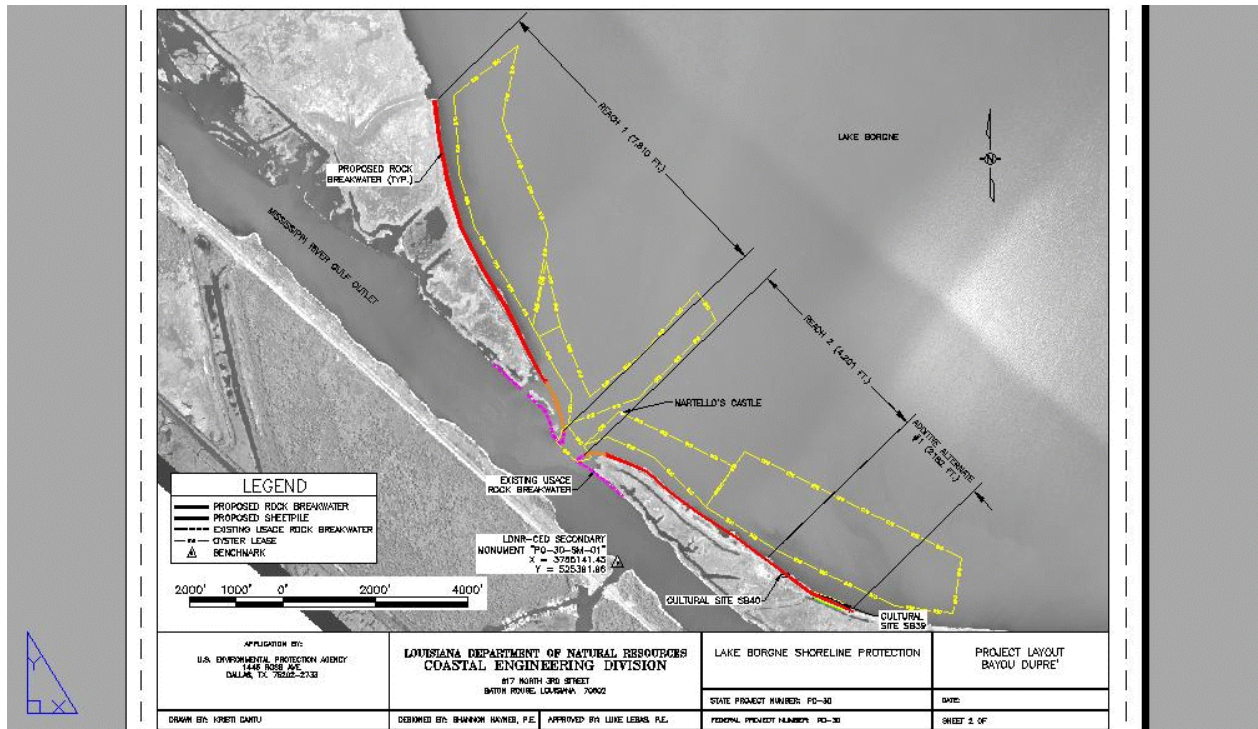 REACH 1 (7,810 FT.)
LAKE BORGNE
N
PROPOSED ROCK
BREAKWATER (TYP.)
MISSISSIPPI RIVER GULF OUTLET
REACH 2 (4,201 FT.)
MARTELLO'S CASTLE
ADDITIVE ALTERNATE
#1 (2,182 FT.)
EXISTING USACE
ROCK BREAKWATER
LEGEND
PROPOSED ROCK BREAKWATER
PROPOSED SHEETPILE
EXISTING USACE ROCK BREAKWATER
OYSTER LEASE
BENCHMARK
LDNR-CED SECONDARY
MONUMENT "PO-30-SM-01"
X = 3786141.43
Y = 525381.86
2000' 1000' 0' 2000' 4000'
CULTURAL SITE SB40
CULTURAL
SITE SB39
APPLICATION BY:
U.S. ENVIRONMENTAL PROTECTION AGENCY
1445 ROSS AVE.
DALLAS, TX. 75202-2733
LOUISIANA DEPARTMENT OF NATURAL RESOURCES
COASTAL ENGINEERING DIVISION
617 NORTH 3RD STREET
BATON ROUGE, LOUISIANA 70802
LAKE BORGNE SHORELINE PROTECTION
PROJECT LAYOUT
BAYOU DUPRE'
STATE PROJECT NUMBER: PO-30
DATE:
DRAWN BY: KRISTI CANTU
DESIGNED BY: SHANNON HAYNES, P.E.
APPROVED BY: LUKE LEBAS, P.E.
FEDERAL PROJECT NUMBER: PO-30
SHEET 2 OF
Y
X